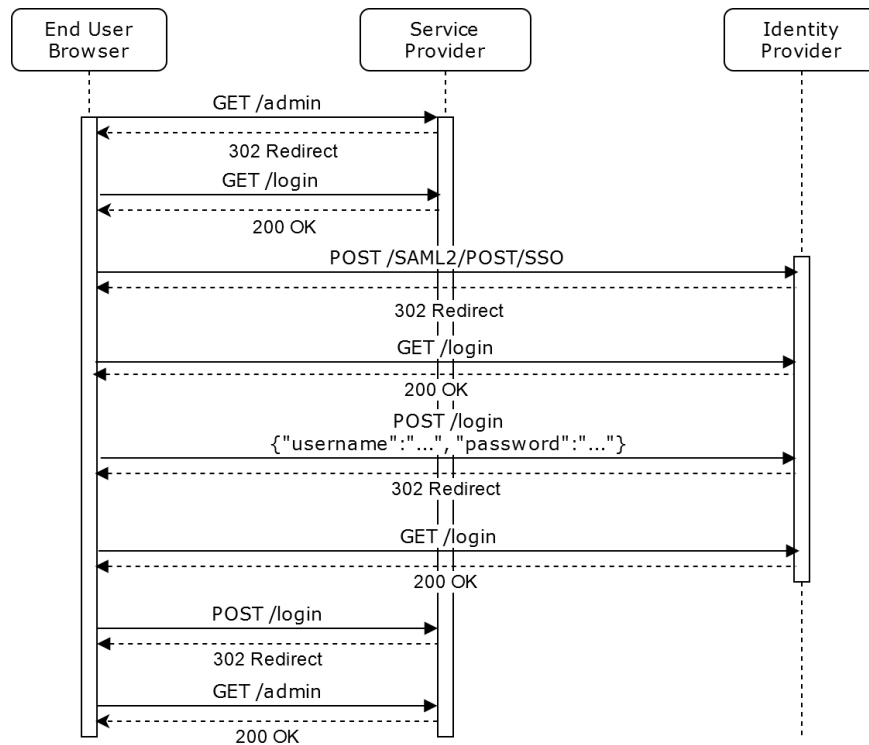 End User
Browser
Service
Provider
Identity
Provider
GET /admin
302 Redirect
GET /login
200 OK
POST /SAML2/POST/SSO
302 Redirect
GET /login
200 OK
POST /login
{"username":"...", "password":"..."}
302 Redirect
GET /login
200 OK
POST /login
302 Redirect
GET /admin
200 OK